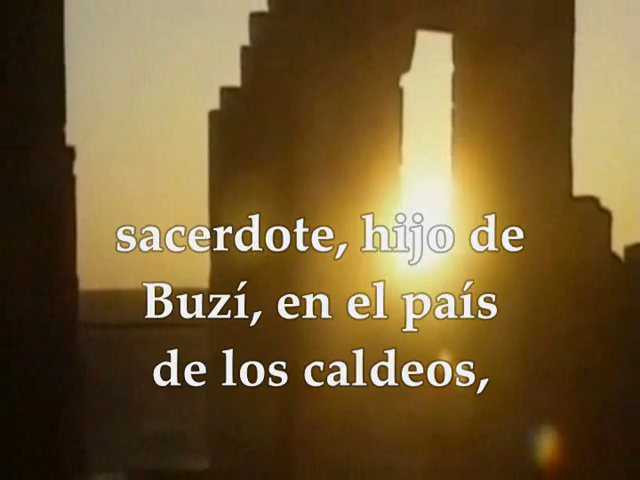 sacerdote, hijo de
Buzí, en el país
de los caldeos,